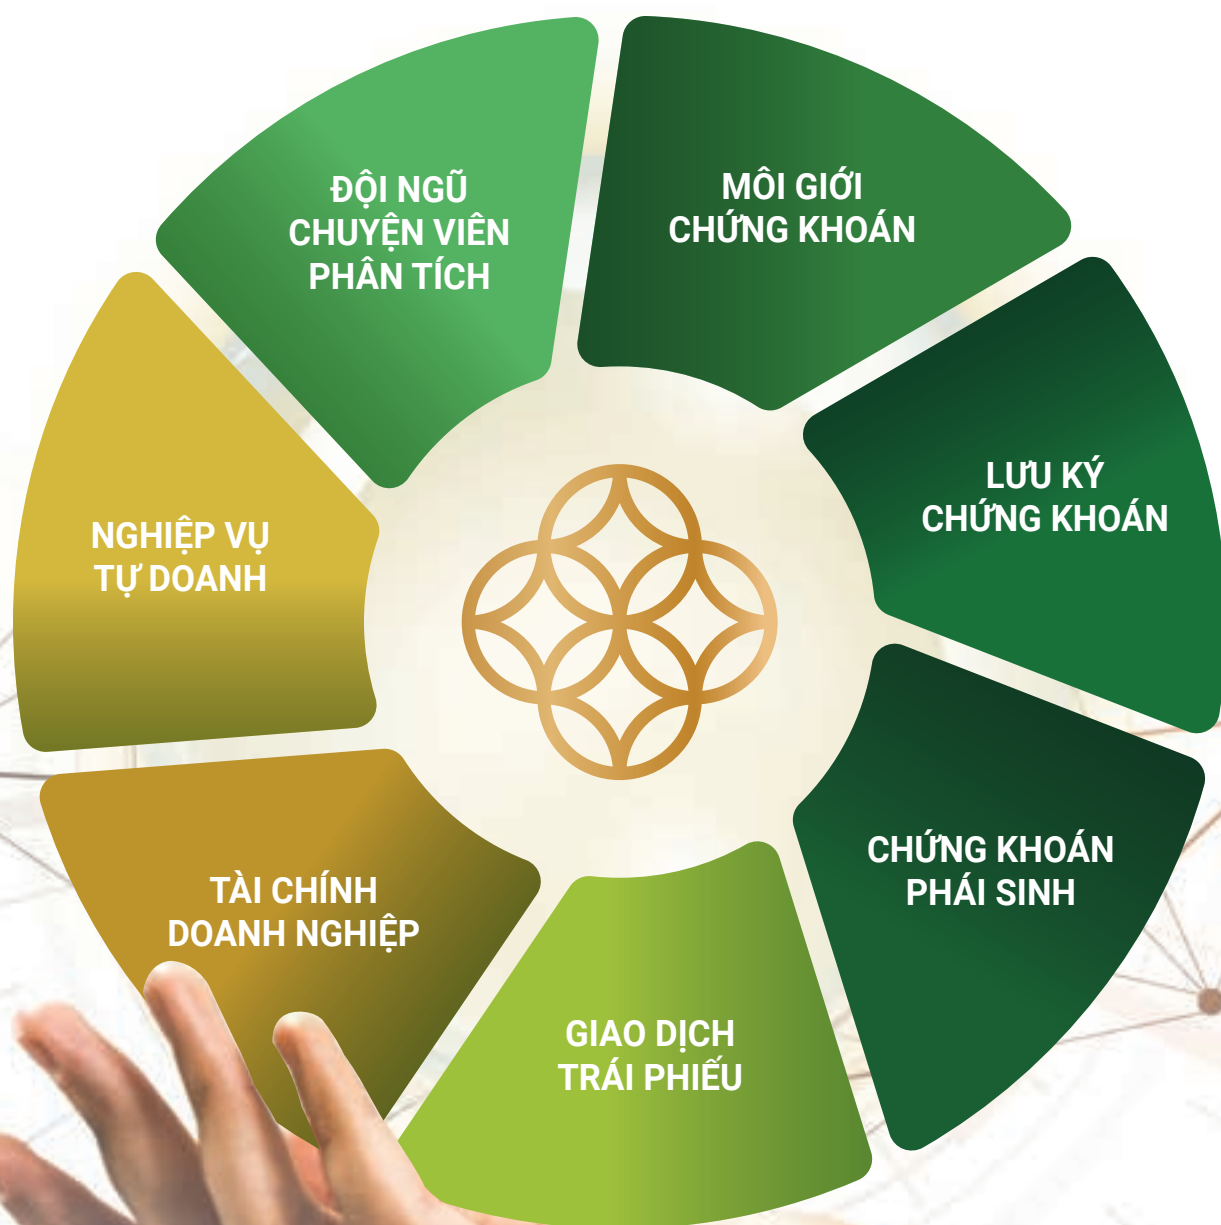 ĐỘI NGŨ
CHUYỆN VIÊN
PHÂN TÍCH
MÔI GIỚI
CHỨNG KHOÁN
LƯU KÝ
CHỨNG KHOÁN
CHỨNG KHOÁN
PHÁI SINH
GIAO DỊCH
TRÁI PHIẾU
TÀI CHÍNH
DOANH NGHIỆP
NGHIỆP VỤ
TỰ DOANH